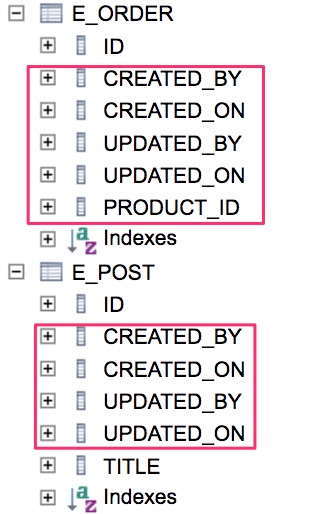 E_ORDER
ID
CREATED_BY
CREATED_ON
UPDATED_BY
UPDATED_ON
PRODUCT_ID
Indexes
E_POST
ID
CREATED_BY
CREATED_ON
UPDATED_BY
UPDATED_ON
TITLE
Indexes